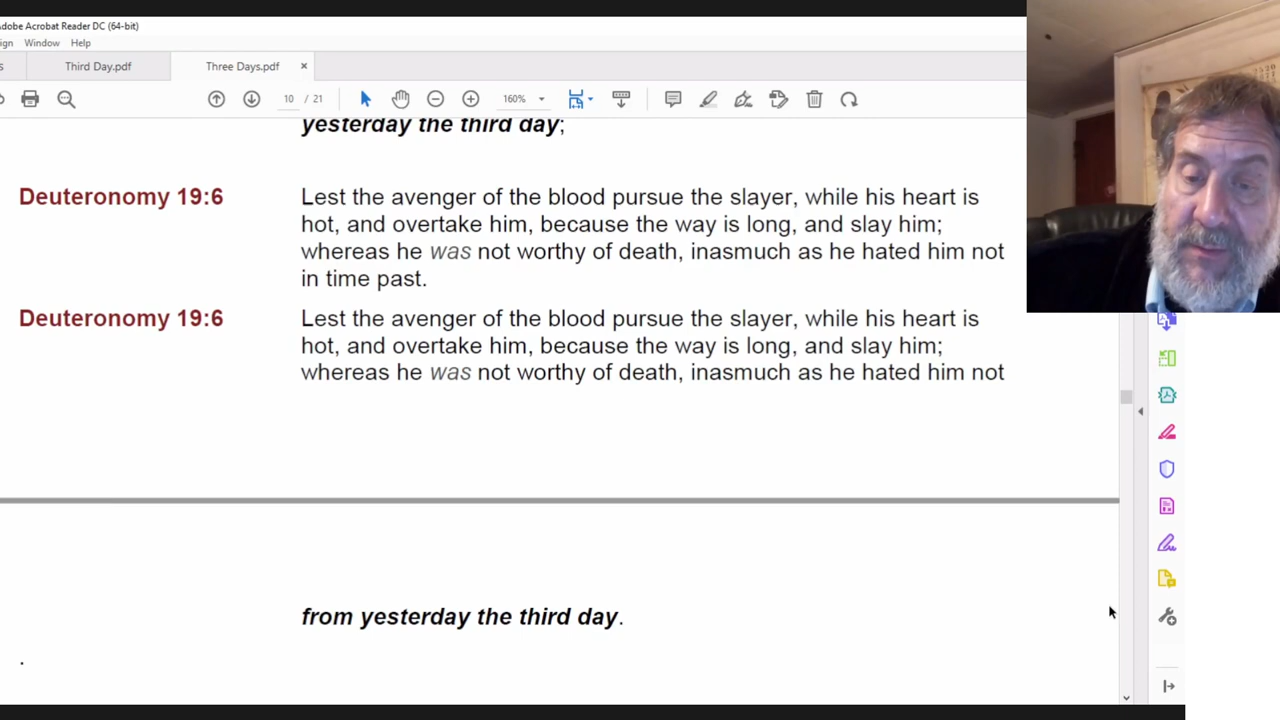 Adobe Acrobat Reader DC (64-bit)
ign Window Help
s Third Day.pdf Three Days.pdf ×
10 / 21 160%
yesterday the third day;
Deuteronomy 19:6 Lest the avenger of the blood pursue the slayer, while his heart is
hot, and overtake him, because the way is long, and slay him;
whereas he was not worthy of death, inasmuch as he hated him not
in time past.
Deuteronomy 19:6 Lest the avenger of the blood pursue the slayer, while his heart is
hot, and overtake him, because the way is long, and slay him;
whereas he was not worthy of death, inasmuch as he hated him not
from yesterday the third day.
.